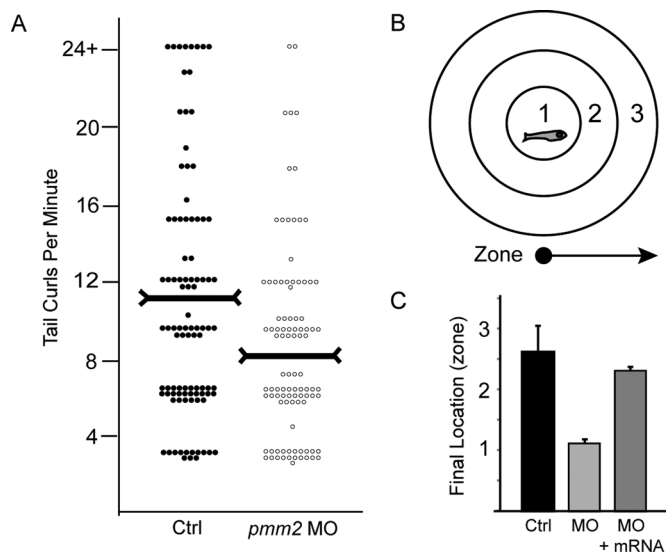 A
Tail Curls Per Minute
24+
20
16
12
8
4
Ctrl
pmm2 MO
B
1 2 3
Zone
C
Final Location (zone)
3
2
1
Ctrl MO MO
+ mRNA